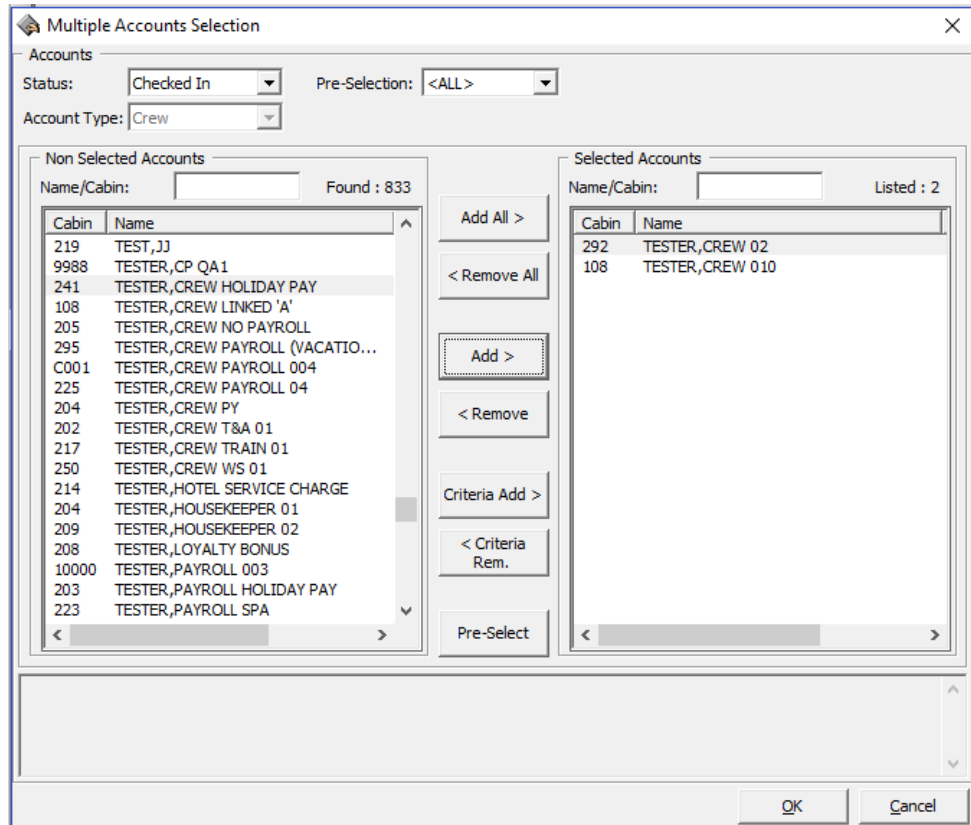 Multiple Accounts Selection
Accounts
Status: Checked In Pre-Selection: <ALL>
Account Type: Crew
Non Selected Accounts
Name/Cabin: Found : 833
Cabin Name
219 TEST,JJ
9988 TESTER,CP QA1
241 TESTER,CREW HOLIDAY PAY
108 TESTER,CREW LINKED 'A'
205 TESTER,CREW NO PAYROLL
295 TESTER,CREW PAYROLL (VACATIO...
C001 TESTER,CREW PAYROLL 004
225 TESTER,CREW PAYROLL 04
204 TESTER,CREW PY
202 TESTER,CREW T&A 01
217 TESTER,CREW TRAIN 01
250 TESTER,CREW WS 01
214 TESTER,HOTEL SERVICE CHARGE
204 TESTER,HOUSEKEEPER 01
209 TESTER,HOUSEKEEPER 02
208 TESTER,LOYALTY BONUS
10000 TESTER,PAYROLL 003
203 TESTER,PAYROLL HOLIDAY PAY
223 TESTER,PAYROLL SPA
Add All >
< Remove All
Add >
< Remove
Criteria Add >
< Criteria
Rem.
Pre-Select
Selected Accounts
Name/Cabin: Listed : 2
Cabin Name
292 TESTER,CREW 02
108 TESTER,CREW 010
OK Cancel